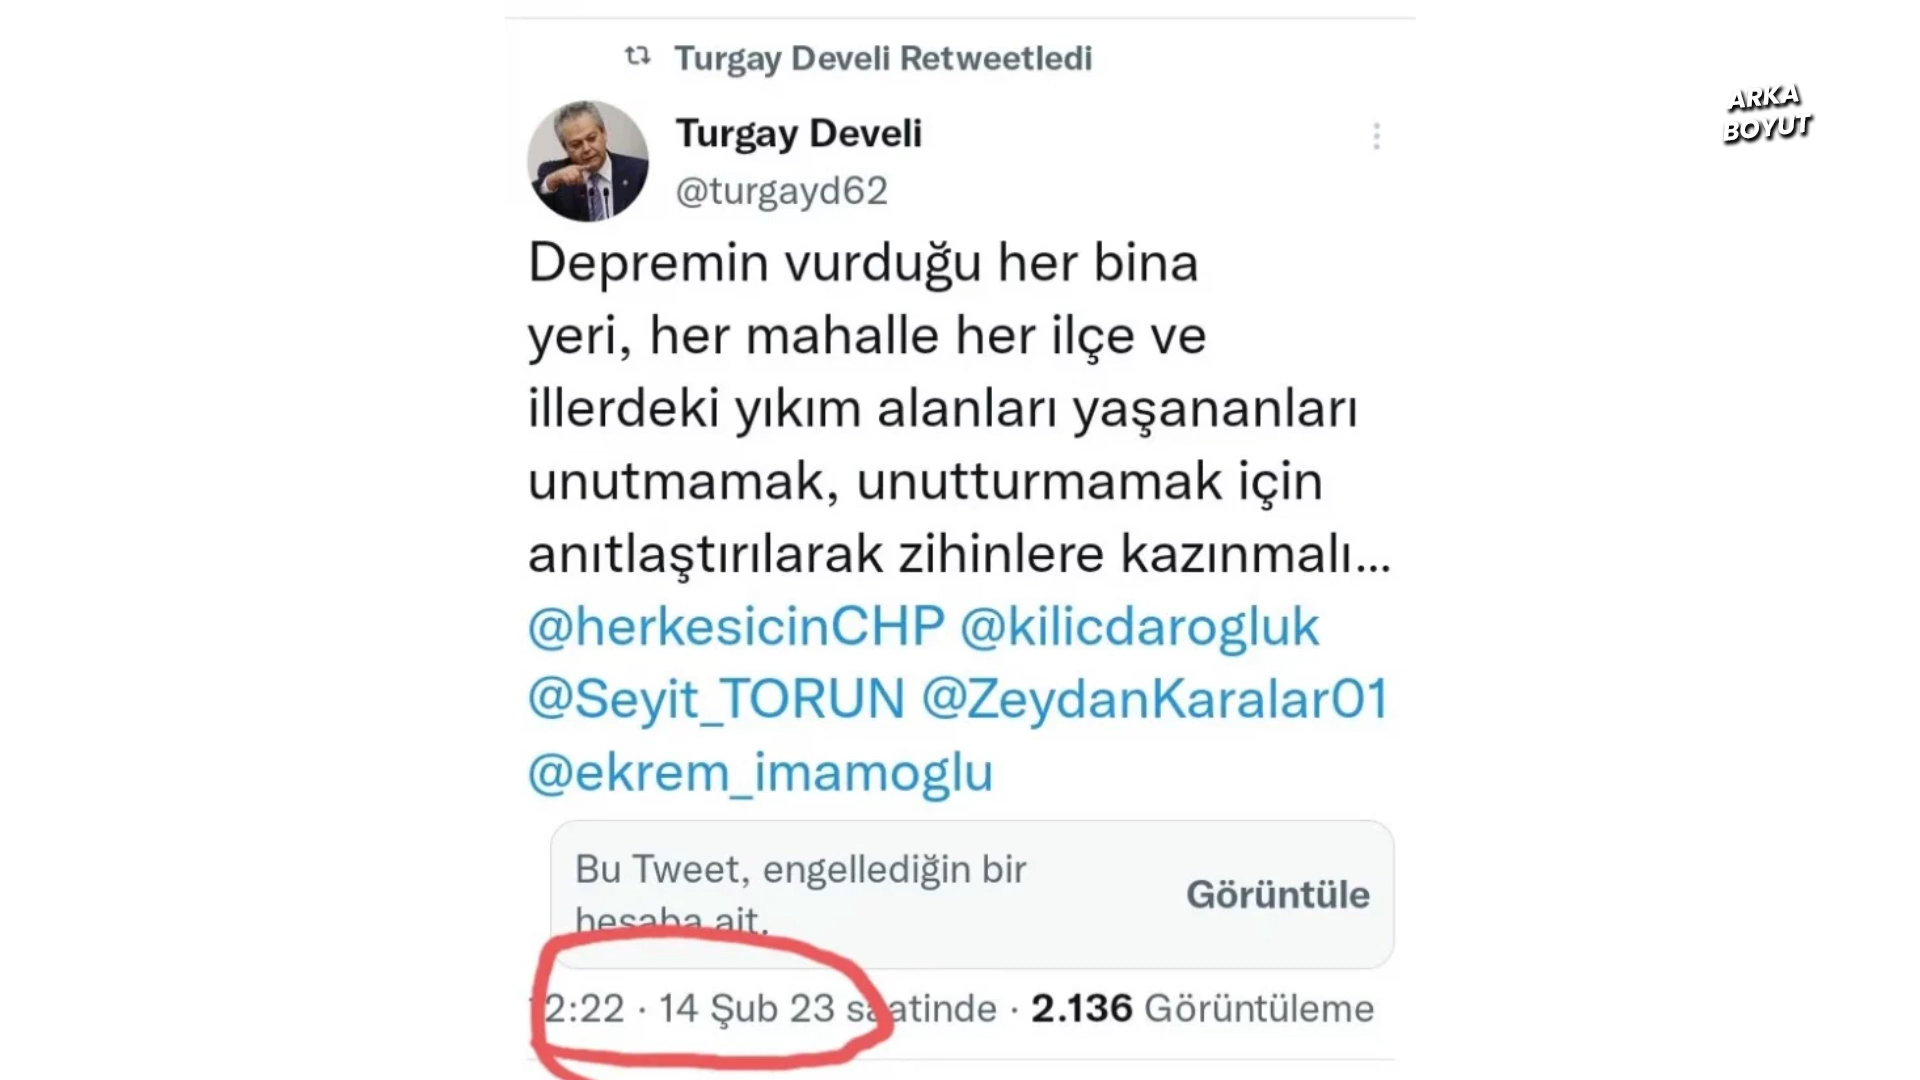 Turgay Develi Retweetledi
ARKA
BOYUT
Turgay Develi
@turgayd62
Depremin vurduğu her bina
yeri, her mahalle her ilçe ve
illerdeki yıkım alanları yaşananları
unutmamak, unutturmamak için
anıtlaştırılarak zihinlere kazınmalı...
@herkesicinCHP @kilicdarogluk
@Seyit_TORUN @ZeydanKaralar01
@ekrem_imamoglu
Bu Tweet, engellediğin bir
hesaba ait.
Görüntüle
12:22 · 14 Şub 23 saatinde · 2.136 Görüntüleme